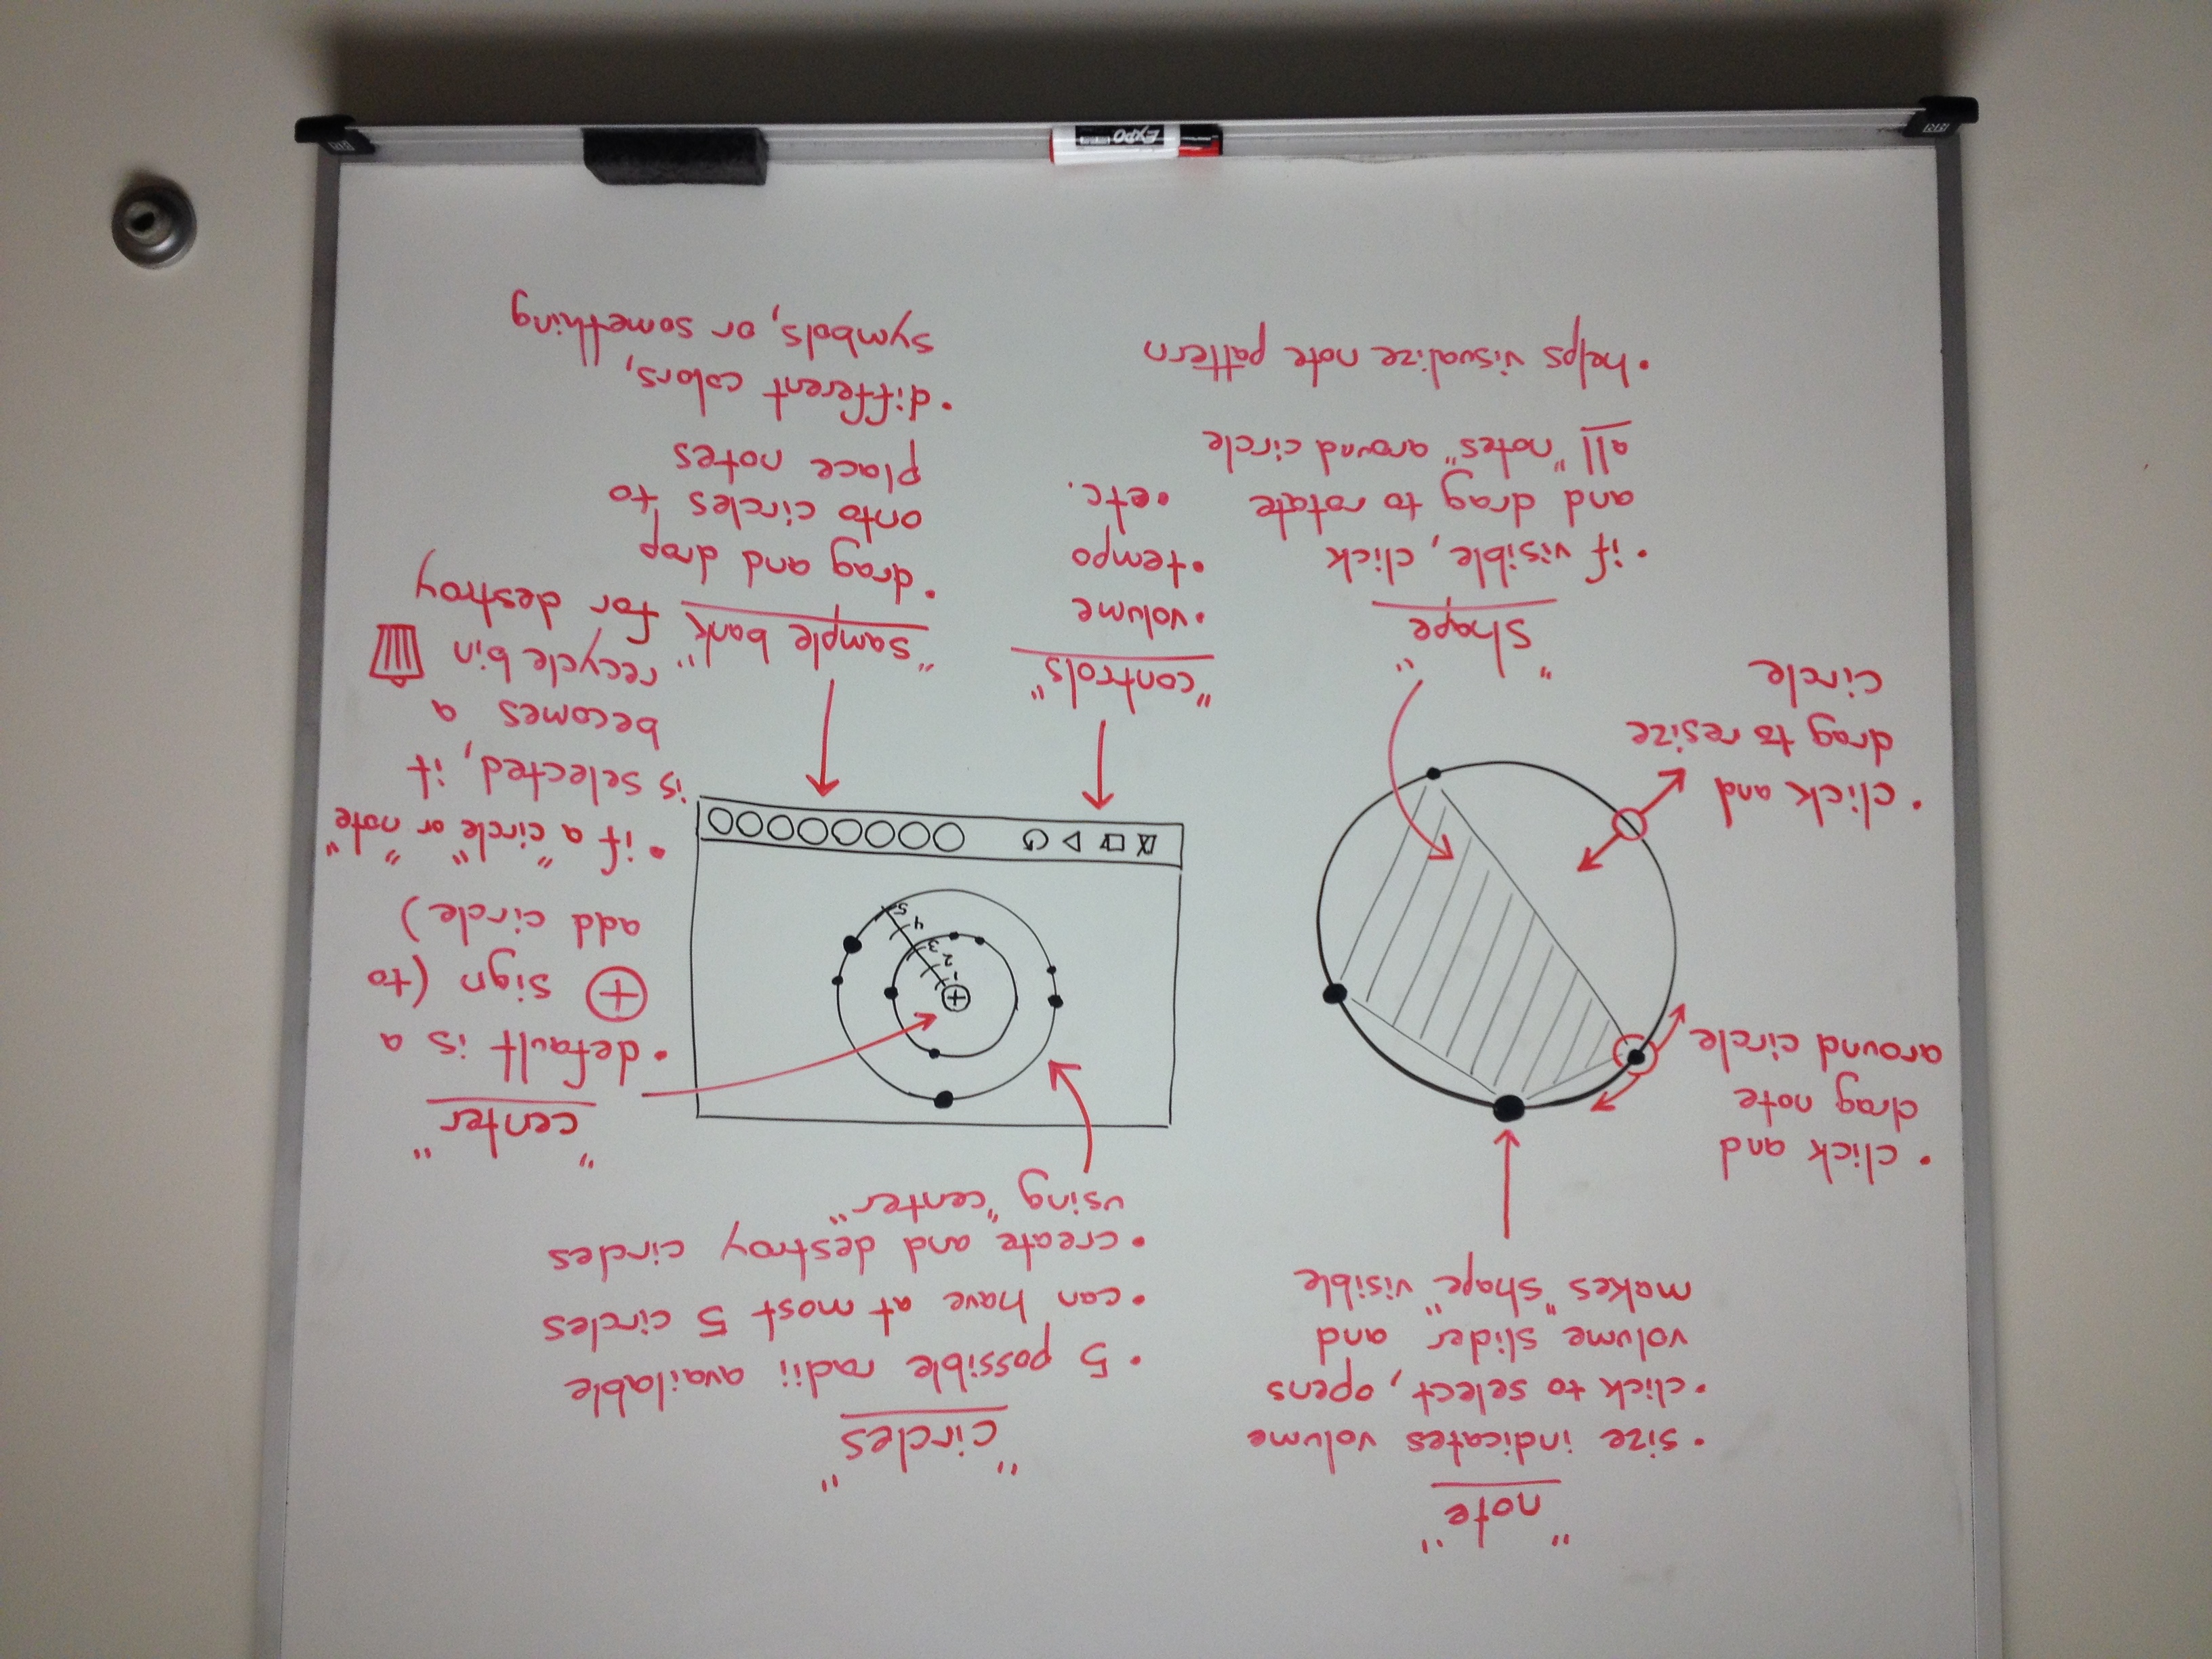 "note"
• size indicates volume
• click to select, opens
volume slider and
makes "shape" visible
• click and
drag note
around circle
• click and
drag to resize
circle
"shape"
• if visible, click
and drag to rotate
all "notes" around circle
• helps visualize note pattern
"circles"
• 5 possible radii available
• can have at most 5 circles
• create and destroy circles
using "center"
1
2
3
4
5
"center"
• default is a
+ sign (to
add circle)
• if a "circle" or "note"
is selected, it
becomes a
recycle bin
for destroy
"controls"
• volume
• tempo
• etc.
"sample bank"
• drag and drop
onto circles to
place notes
• different colors,
symbols, or something
EXPO